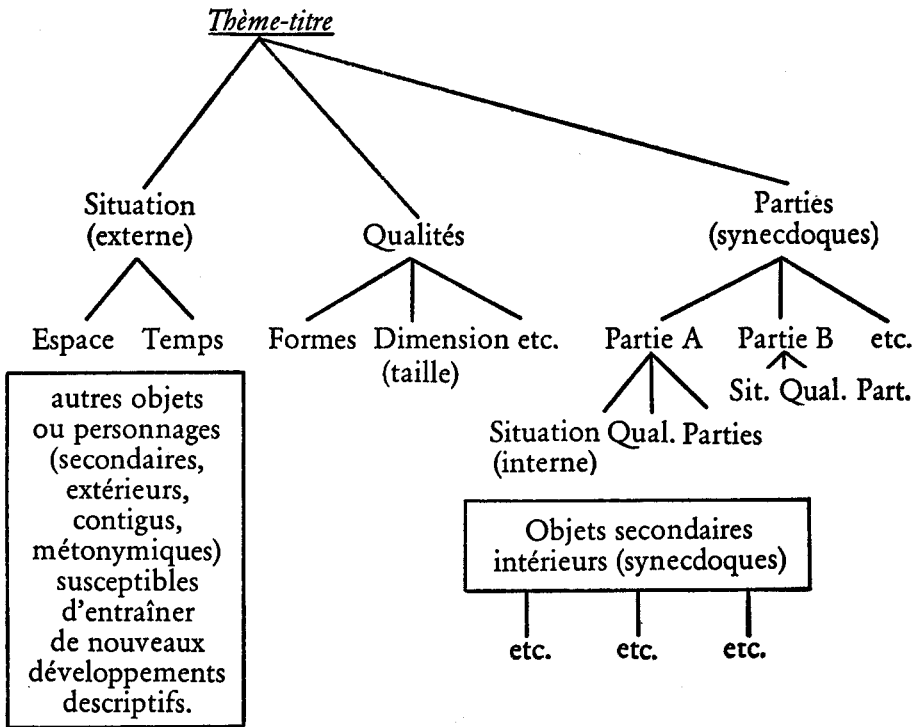 Thème-titre
Situation
(externe)
Qualités
Parties
(synecdoques)
Espace Temps
Formes Dimension etc.
(taille)
Partie A Partie B etc.
Sit. Qual. Part.
Situation Qual. Parties
(interne)
autres objets
ou personnages
(secondaires,
extérieurs,
contigus,
métonymiques)
susceptibles
d'entraîner
de nouveaux
développements
descriptifs.
Objets secondaires
intérieurs (synecdoques)
etc. etc. etc.